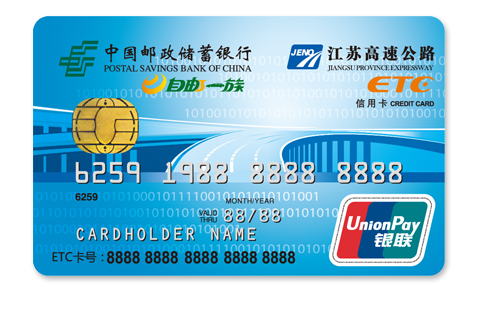 中国邮政储蓄银行
POSTAL SAVINGS BANK OF CHINA
自邮一族
JENO
江苏高速公路
JIANGSU PROVINCE EXPRESSWAY
ETC
信用卡 CREDIT CARD
6259 1988 8888 8888
6259
MONTH/YEAR
VALID THRU 88/88
CARDHOLDER NAME
ETC卡号: 8888 8888 8888 8888 8888
UnionPay
银联